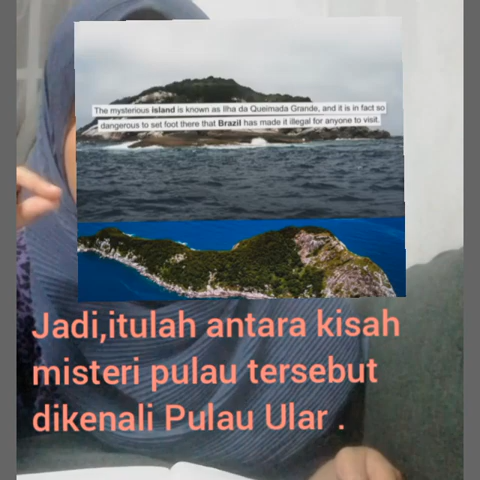 The mysterious island is known as Ilha da Queimada Grande, and it is in fact so
dangerous to set foot there that Brazil has made it illegal for anyone to visit.
Jadi,itulah antara kisah
misteri pulau tersebut
dikenali Pulau Ular .